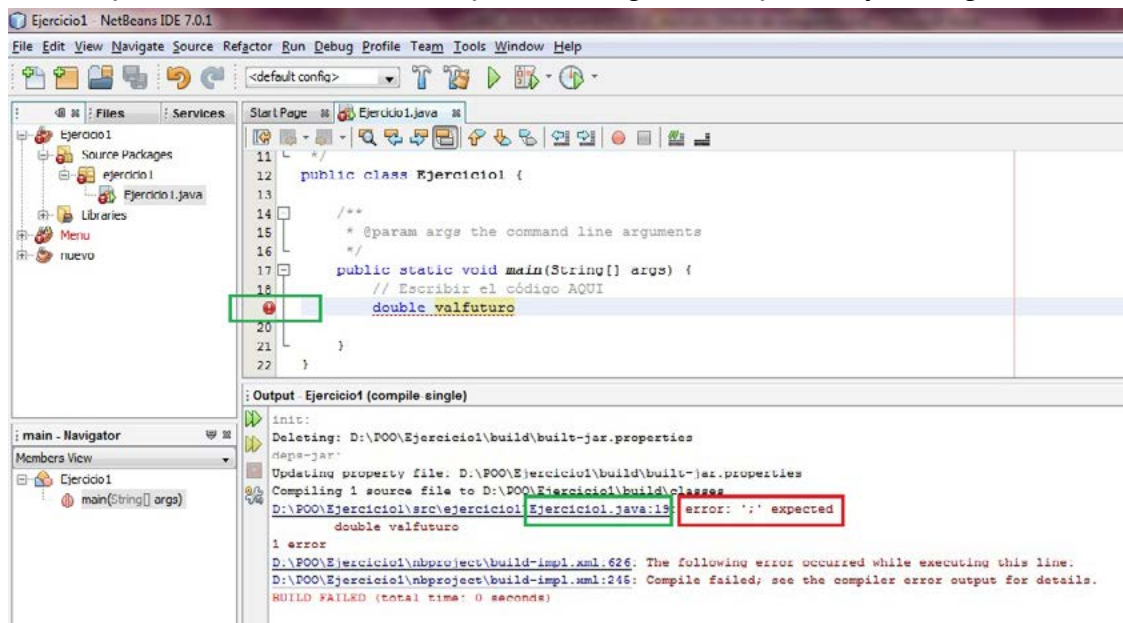 Ejercicio1 - NetBeans IDE 7.0.1
File Edit View Navigate Source Refactor Run Debug Profile Team Tools Window Help
<default config>
Files Services
Ejercicio1
Source Packages
ejercicio1
Ejercicio1.java
Libraries
Menu
nuevo
Start Page Ejercicio1.java
11 */
12 public class Ejercicio1 {
13
14 /**
15 * @param args the command line arguments
16 */
17 public static void main(String[] args) {
18 // Escribir el código AQUI
double valfuturo
20
21 }
22 }
main - Navigator
Members View
Ejercicio1
main(String[] args)
Output - Ejercicio1 (compile-single)
init:
Deleting: D:\POO\Ejercicio1\build\built-jar.properties
deps-jar:
Updating property file: D:\POO\Ejercicio1\build\built-jar.properties
Compiling 1 source file to D:\POO\Ejercicio1\build\classes
D:\POO\Ejercicio1\src\ejercicio1\Ejercicio1.java:19: error: ';' expected
double valfuturo
1 error
D:\POO\Ejercicio1\nbproject\build-impl.xml:626: The following error occurred while executing this line:
D:\POO\Ejercicio1\nbproject\build-impl.xml:246: Compile failed; see the compiler error output for details.
BUILD FAILED (total time: 0 seconds)